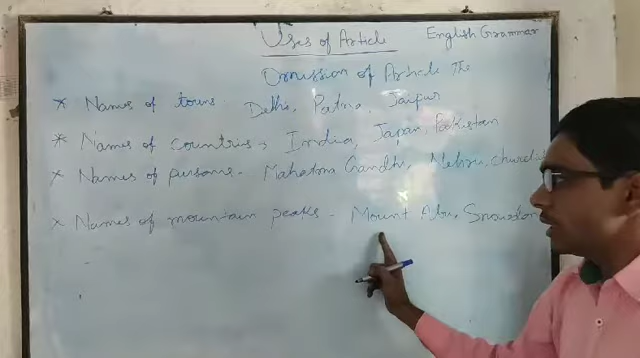 Uses of Article English Grammar
Omission of Article The
* Names of towns. Delhi, Patna, Jaipur
* Names of countries, India, Japan, Pakistan
* Names of persons - Mahatma Gandhi, Nehru, Churchil
* Names of mountain peaks - Mount Abu, Snowdon